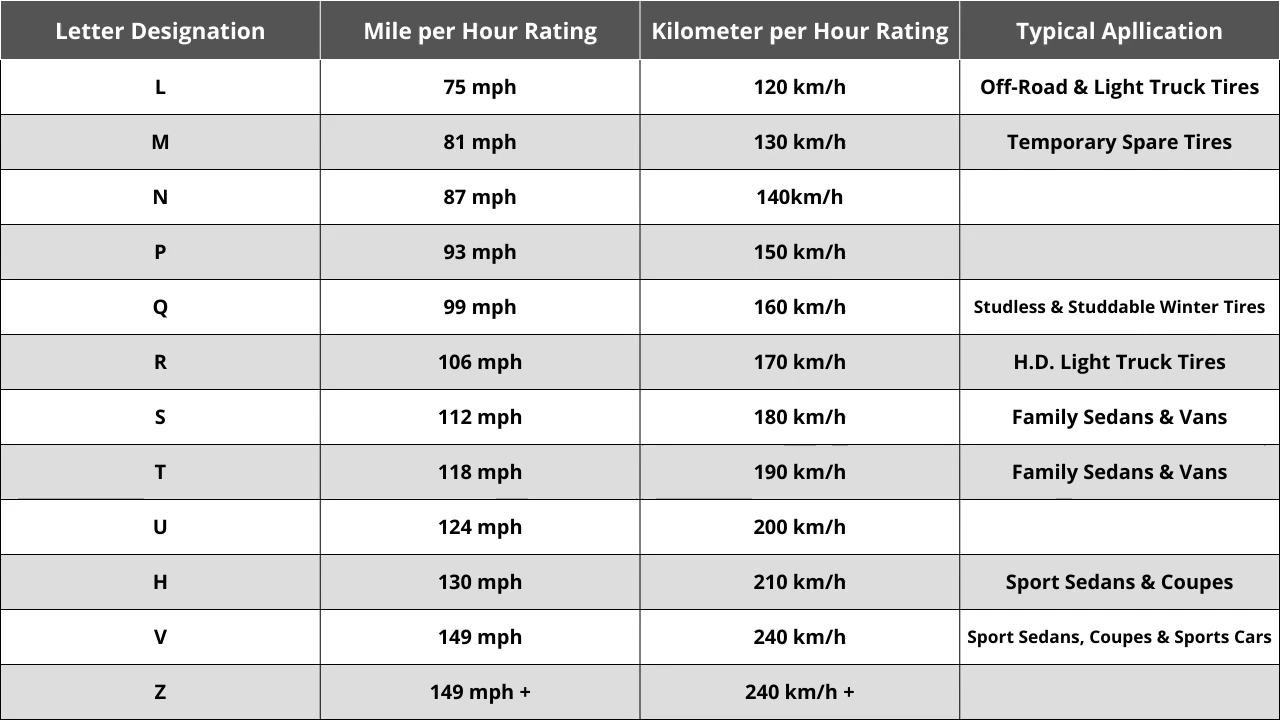 Letter Designation Mile per Hour Rating Kilometer per Hour Rating Typical Apllication
L 75 mph 120 km/h Off-Road & Light Truck Tires
M 81 mph 130 km/h Temporary Spare Tires
N 87 mph 140km/h
P 93 mph 150 km/h
Q 99 mph 160 km/h Studless & Studdable Winter Tires
R 106 mph 170 km/h H.D. Light Truck Tires
S 112 mph 180 km/h Family Sedans & Vans
T 118 mph 190 km/h Family Sedans & Vans
U 124 mph 200 km/h
H 130 mph 210 km/h Sport Sedans & Coupes
V 149 mph 240 km/h Sport Sedans, Coupes & Sports Cars
Z 149 mph + 240 km/h +